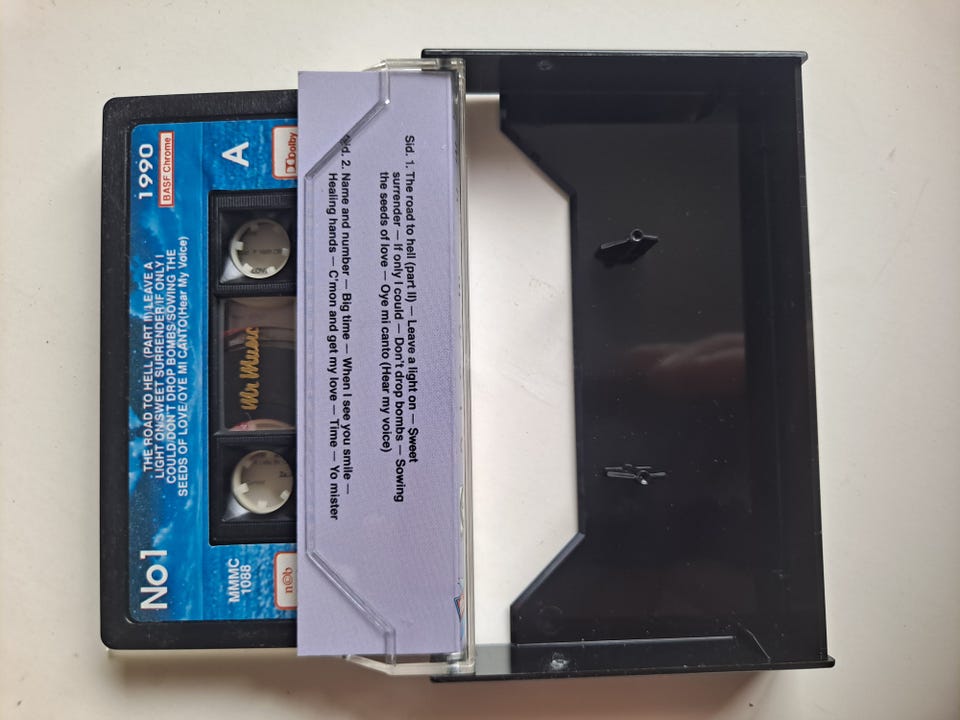 1990
BASF Chrome
A
Dolby
THE ROAD TO HELL (PART II)/LEAVE A
LIGHT ON/SWEET SURRENDER/IF ONLY I
COULD/DON'T DROP BOMBS/SOWING THE
SEEDS OF LOVE/OYE MI CANTO(Hear My Voice)
Mr Music
No1
MMMC
1088
n©b
Sid. 1. The road to hell (part II) — Leave a light on — Sweet
surrender — If only I could — Don't drop bombs — Sowing
the seeds of love — Oye mi canto (Hear my voice)
Sid. 2. Name and number — Big time — When I see you smile —
Healing hands — C'mon and get my love — Time — Yo mister